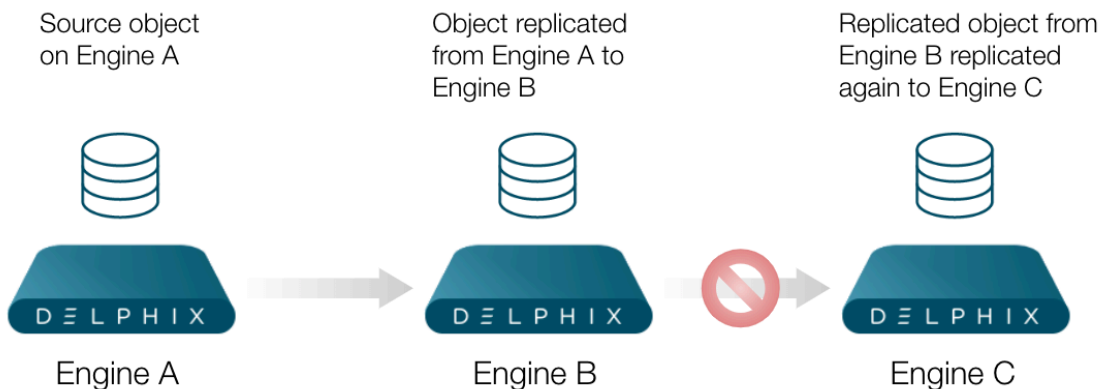 Source object
on Engine A
Object replicated
from Engine A to
Engine B
Replicated object from
Engine B replicated
again to Engine C
DELPHIX
DELPHIX
DELPHIX
Engine A
Engine B
Engine C